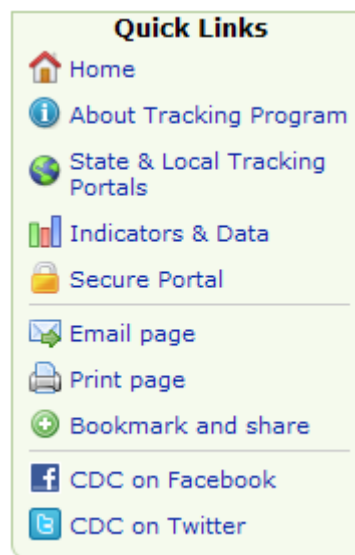 Quick Links
Home
About Tracking Program
State & Local Tracking
Portals
Indicators & Data
Secure Portal
Email page
Print page
Bookmark and share
CDC on Facebook
CDC on Twitter